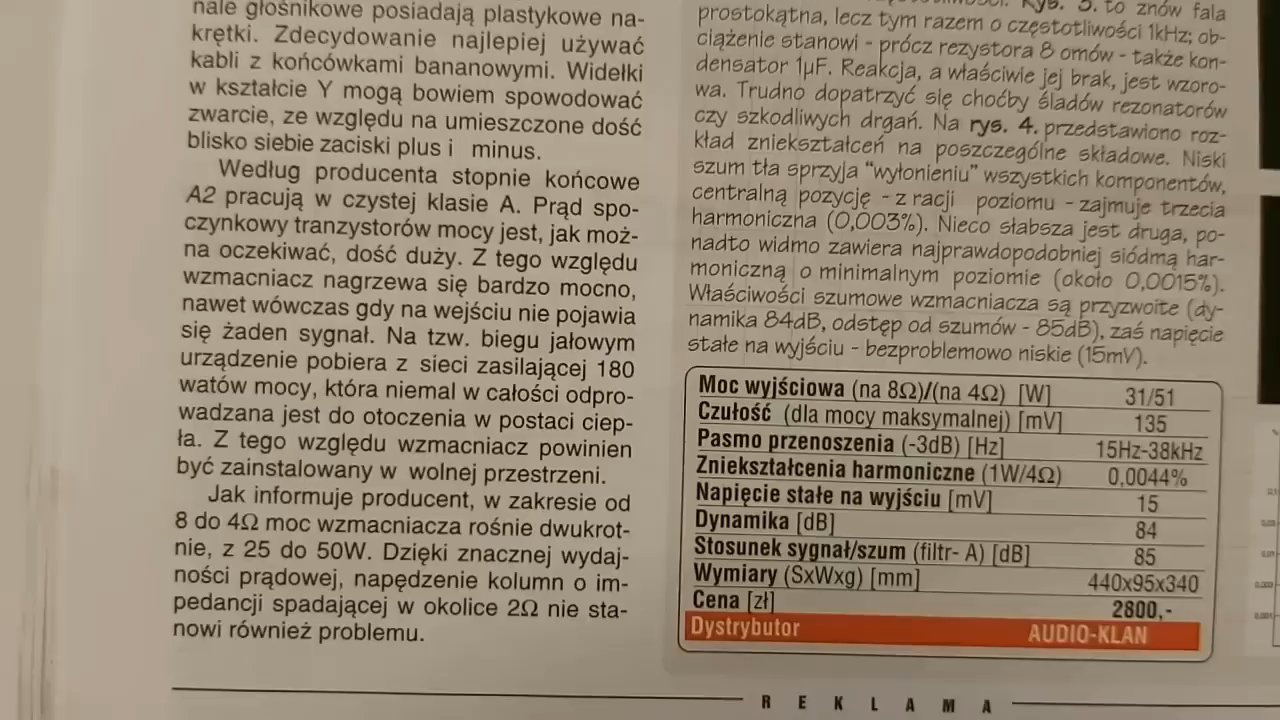 nale głośnikowe posiadają plastykowe na-
krętki. Zdecydowanie najlepiej używać
kabli z końcówkami bananowymi. Widełki
w kształcie Y mogą bowiem spowodować
zwarcie, ze względu na umieszczone dość
blisko siebie zaciski plus i minus.
Według producenta stopnie końcowe
A2 pracują w czystej klasie A. Prąd spo-
czynkowy tranzystorów mocy jest, jak moż-
na oczekiwać, dość duży. Z tego względu
wzmacniacz nagrzewa się bardzo mocno,
nawet wówczas gdy na wejściu nie pojawia
się żaden sygnał. Na tzw. biegu jałowym
urządzenie pobiera z sieci zasilającej 180
watów mocy, która niemal w całości odpro-
wadzana jest do otoczenia w postaci ciep-
ła. Z tego względu wzmacniacz powinien
być zainstalowany w wolnej przestrzeni.
Jak informuje producent, w zakresie od
8 do 4Ω moc wzmacniacza rośnie dwukrot-
nie, z 25 do 50W. Dzięki znacznej wydaj-
ności prądowej, napędzenie kolumn o im-
pedancji spadającej w okolice 2Ω nie sta-
nowi również problemu.
rys. 3. to znów fala
prostokątna, lecz tym razem o częstotliwości 1kHz; ob-
ciążenie stanowi - prócz rezystora 8 omów - także kon-
densator 1µF. Reakcja, a właściwie jej brak, jest wzoro-
wa. Trudno dopatrzyć się choćby śladów rezonatorów
czy szkodliwych drgań. Na rys. 4. przedstawiono roz-
kład zniekształceń na poszczególne składowe. Niski
szum tła sprzyja "wyłonieniu" wszystkich komponentów,
centralną pozycję - z racji poziomu - zajmuje trzecia
harmoniczna (0,003%). Nieco słabsza jest druga, po-
nadto widmo zawiera najprawdopodobniej siódmą har-
moniczną o minimalnym poziomie (około 0,0015%).
Właściwości szumowe wzmacniacza są przyzwoite (dy-
namika 84dB, odstęp od szumów - 85dB), zaś napięcie
stałe na wyjściu - bezproblemowo niskie (15mV).
Moc wyjściowa (na 8Ω)/(na 4Ω) [W] 31/51
Czułość (dla mocy maksymalnej) [mV] 135
Pasmo przenoszenia (-3dB) [Hz] 15Hz-38kHz
Zniekształcenia harmoniczne (1W/4Ω) 0,0044%
Napięcie stałe na wyjściu [mV] 15
Dynamika [dB] 84
Stosunek sygnał/szum (filtr- A) [dB] 85
Wymiary (SxWxg) [mm] 440x95x340
Cena [zł] 2800,-
Dystrybutor AUDIO-KLAN
R E K L A M A